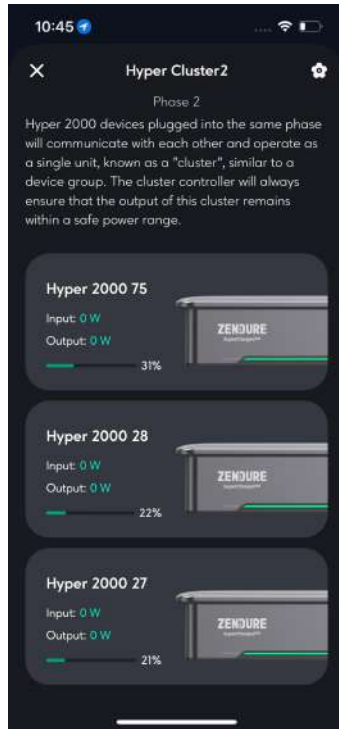 10:45
Hyper Cluster2
Phase 2
Hyper 2000 devices plugged into the same phase
will communicate with each other and operate as
a single unit, known as a "cluster", similar to a
device group. The cluster controller will always
ensure that the output of this cluster remains
within a safe power range.
Hyper 2000 75
Input: 0 W
Output: 0 W
31%
ZENDURE
Hyper 2000 28
Input: 0 W
Output: 0 W
22%
ZENDURE
Hyper 2000 27
Input: 0 W
Output: 0 W
21%
ZENDURE